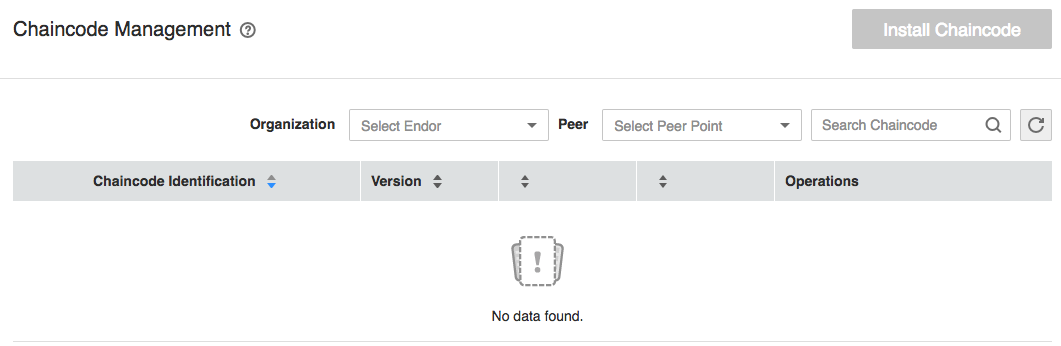 Chaincode Management ?
Install Chaincode
Organization Select Endor Peer Select Peer Point Search Chaincode
Chaincode Identification Version Operations
!
No data found.